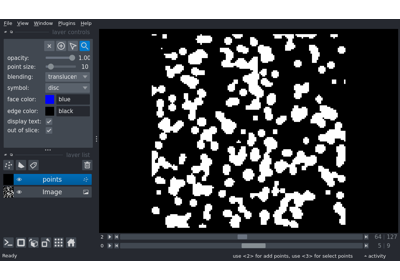 File View Window Plugins Help
layer controls
opacity: 1.00
point size: 10
blending: translucen
symbol: disc
face color: blue
edge color: black
display text:
out of slice:
layer list
points
Image
2 64 127
0 5 9
Ready use <2> for add points, use <3> for select points activity